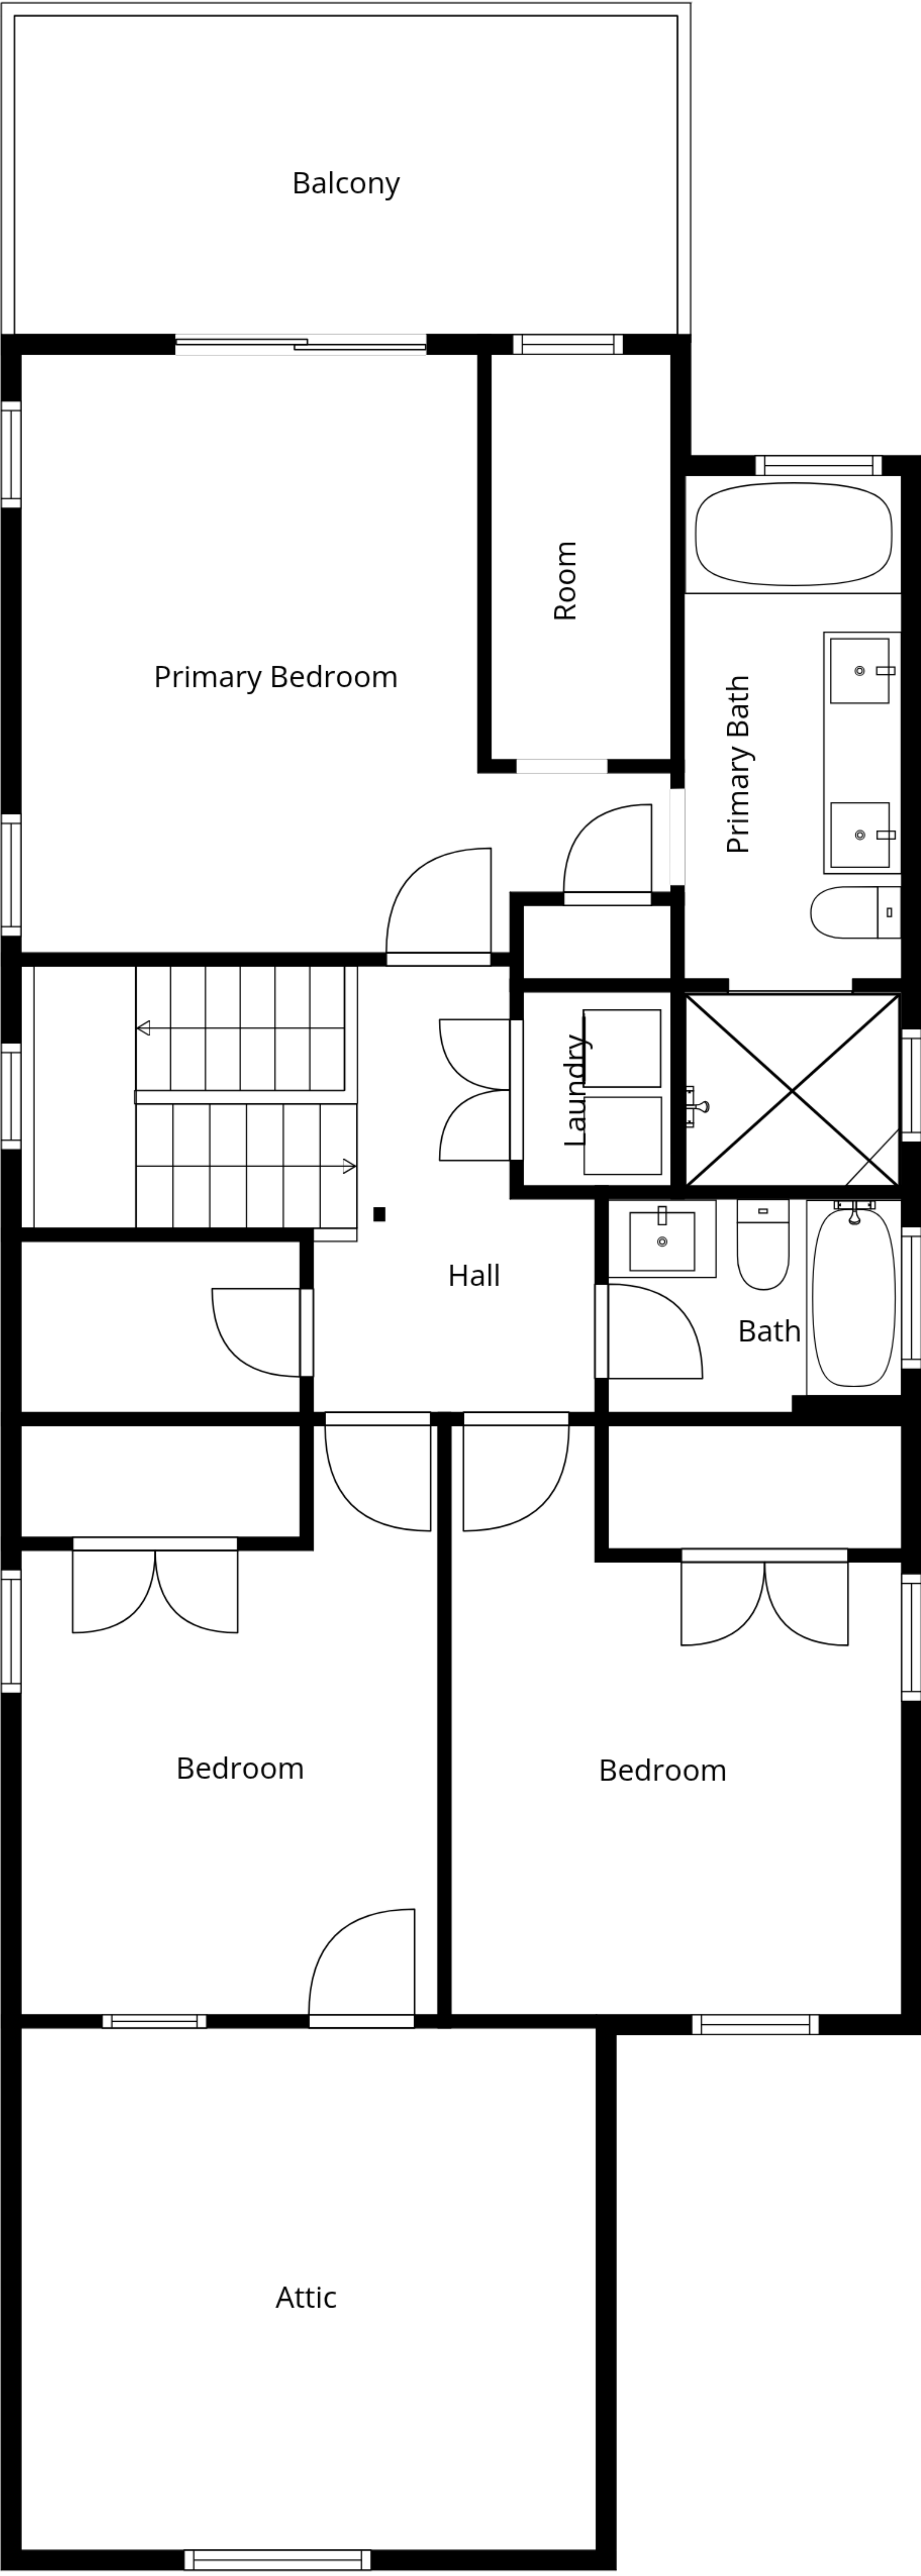 Balcony
Room
Primary Bedroom
Primary Bath
Laundry
Hall
Bath
Bedroom
Bedroom
Attic